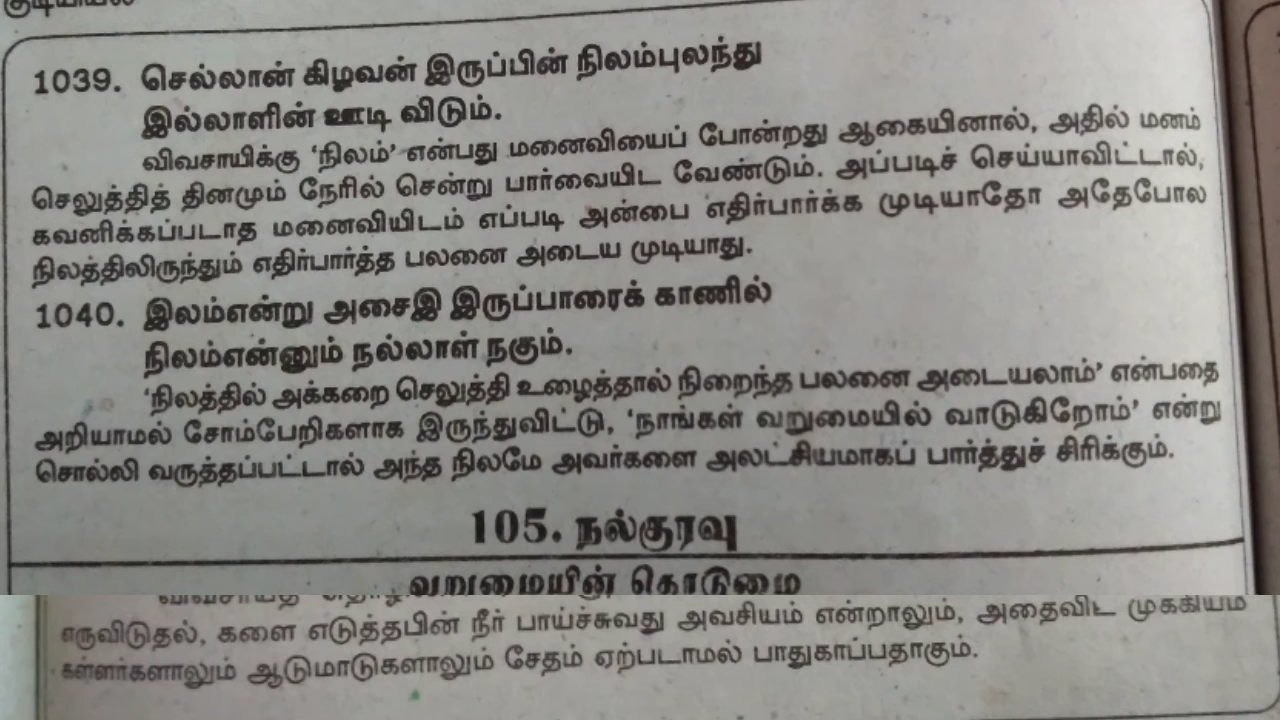 1039. செல்லான் கிழவன் இருப்பின் நிலம்புலந்து
இல்லாளின் ஊடி விடும்.
விவசாயிக்கு 'நிலம்' என்பது மனைவியைப் போன்றது ஆகையினால், அதில் மனம்
செலுத்தித் தினமும் நேரில் சென்று பார்வையிட வேண்டும். அப்படிச் செய்யாவிட்டால்,
கவனிக்கப்படாத மனைவியிடம் எப்படி அன்பை எதிர்பார்க்க முடியாதோ அதேபோல
நிலத்திலிருந்தும் எதிர்பார்த்த பலனை அடைய முடியாது.
1040. இலம்என்று அசைஇ இருப்பாரைக் காணில்
நிலம்என்னும் நல்லாள் நகும்.
'நிலத்தில் அக்கறை செலுத்தி உழைத்தால் நிறைந்த பலனை அடையலாம்' என்பதை
அறியாமல் சோம்பேறிகளாக இருந்துவிட்டு, 'நாங்கள் வறுமையில் வாடுகிறோம்' என்று
சொல்லி வருத்தப்பட்டால் அந்த நிலமே அவர்களை அலட்சியமாகப் பார்த்துச் சிரிக்கும்.
105. நல்குரவு
வறுமையின் கொடுமை
எருவிடுதல், களை எடுத்தபின் நீர் பாய்ச்சுவது அவசியம் என்றாலும், அதைவிட முக்கியம்
கள்ளர்களாலும் ஆடுமாடுகளாலும் சேதம் ஏற்படாமல் பாதுகாப்பதாகும்.